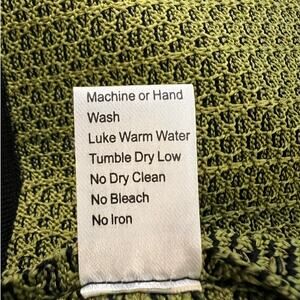 Machine or Hand
Wash
Luke Warm Water
Tumble Dry Low
No Dry Clean
No Bleach
No Iron